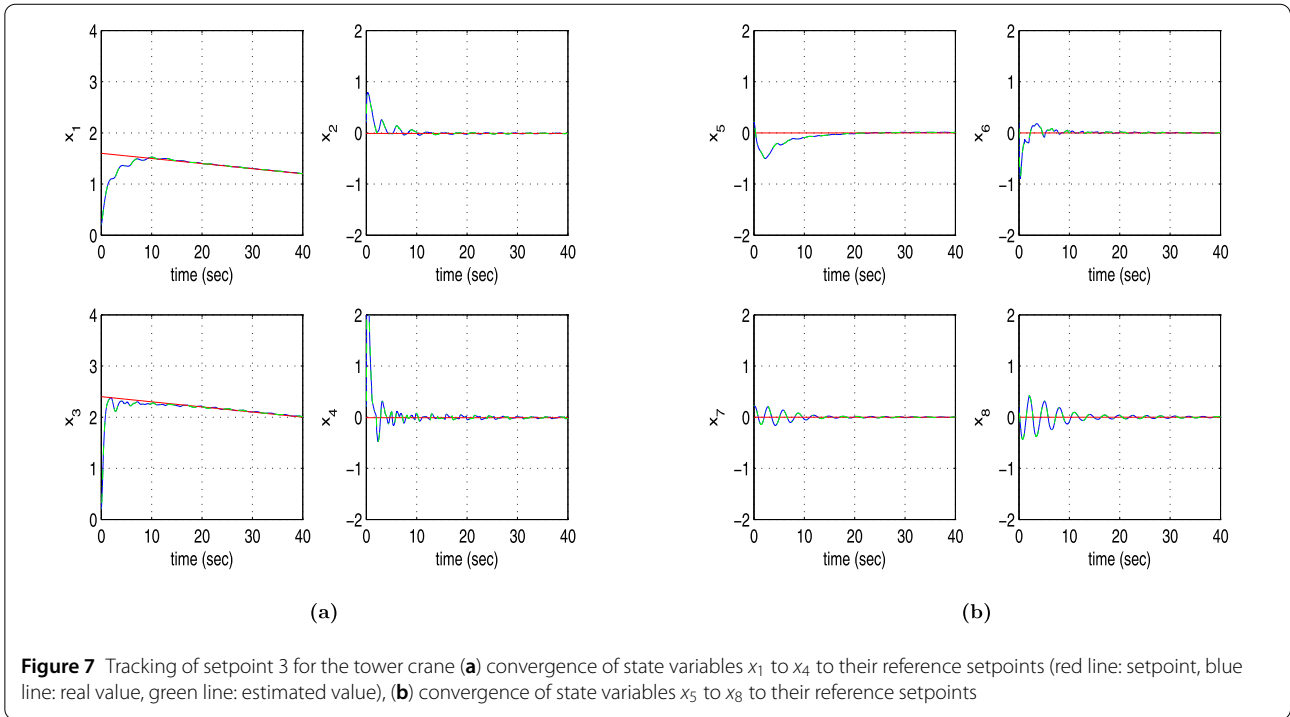 4
3
2
1
0
x1
0 10 20 30 40
time (sec)
2
1
0
−1
−2
x2
0 10 20 30 40
time (sec)
4
3
2
1
0
x3
0 10 20 30 40
time (sec)
2
1
0
−1
−2
x4
0 10 20 30 40
time (sec)
(a)
2
1
0
−1
−2
x5
0 10 20 30 40
time (sec)
2
1
0
−1
−2
x6
0 10 20 30 40
time (sec)
2
1
0
−1
−2
x7
0 10 20 30 40
time (sec)
2
1
0
−1
−2
x8
0 10 20 30 40
time (sec)
(b)
Figure 7 Tracking of setpoint 3 for the tower crane (a) convergence of state variables x1 to x4 to their reference setpoints (red line: setpoint, blue
line: real value, green line: estimated value), (b) convergence of state variables x5 to x8 to their reference setpoints